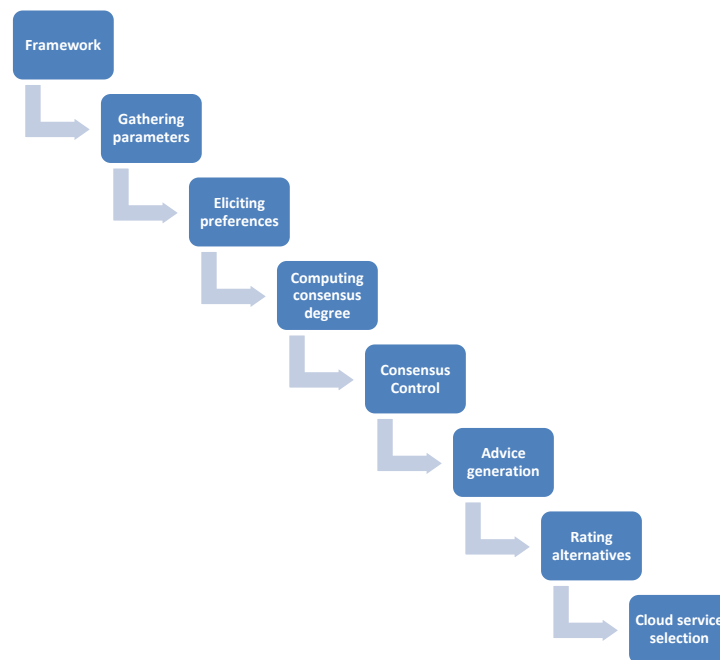 Framework
Gathering
parameters
Eliciting
preferences
Computing
consensus
degree
Consensus
Control
Advice
generation
Rating
alternatives
Cloud service
selection